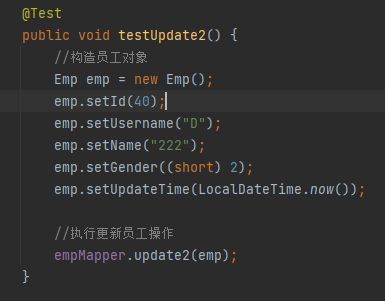 @Test
public void testUpdate2() {
//构造员工对象
Emp emp = new Emp();
emp.setId(40);
emp.setUsername("D");
emp.setName("222");
emp.setGender((short) 2);
emp.setUpdateTime(LocalDateTime.now());
//执行更新员工操作
empMapper.update2(emp);
}